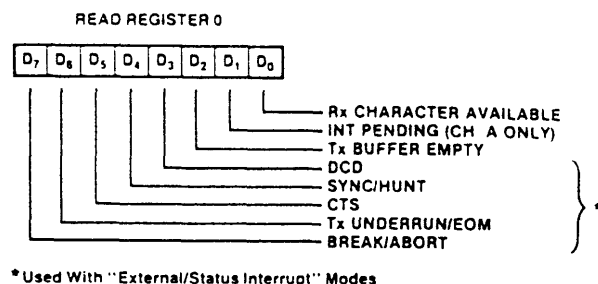 READ REGISTER 0
D7 D6 D5 D4 D3 D2 D1 D0
Rx CHARACTER AVAILABLE
INT PENDING (CH A ONLY)
Tx BUFFER EMPTY
DCD
SYNC/HUNT
CTS
Tx UNDERRUN/EOM
BREAK/ABORT
*
*Used With "External/Status Interrupt" Modes